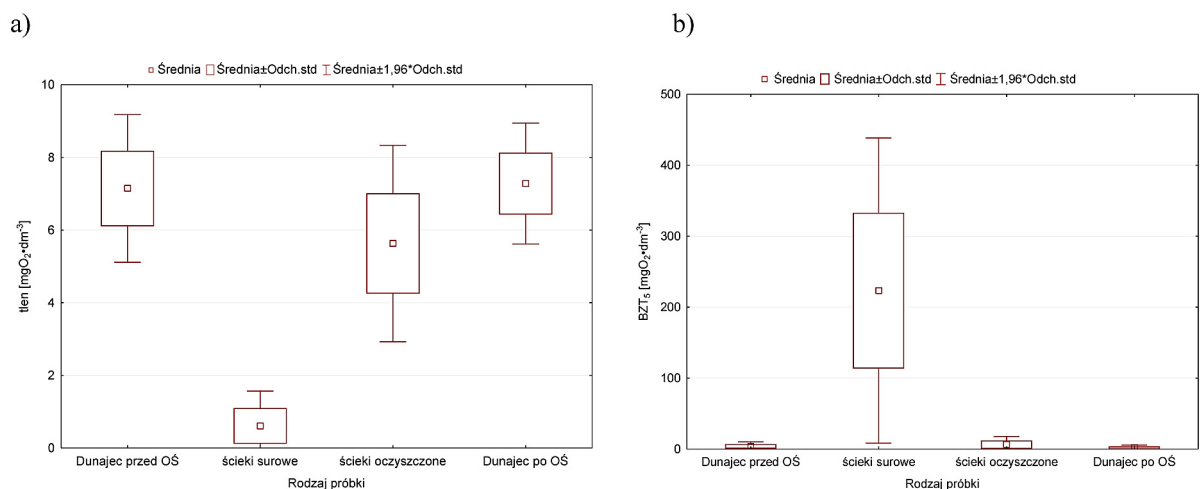 a)
Średnia Średnia±Odch.std Średnia±1,96*Odch.std
10
8
6
4
2
0
tlen [mgO₂•dm⁻³]
Dunajec przed OŚ ścieki surowe ścieki oczyszczone Dunajec po OŚ
Rodzaj próbki
b)
Średnia Średnia±Odch.std Średnia±1,96*Odch.std
500
400
300
200
100
0
BZT₅ [mgO₂•dm⁻³]
Dunajec przed OŚ ścieki surowe ścieki oczyszczone Dunajec po OŚ
Rodzaj próbki